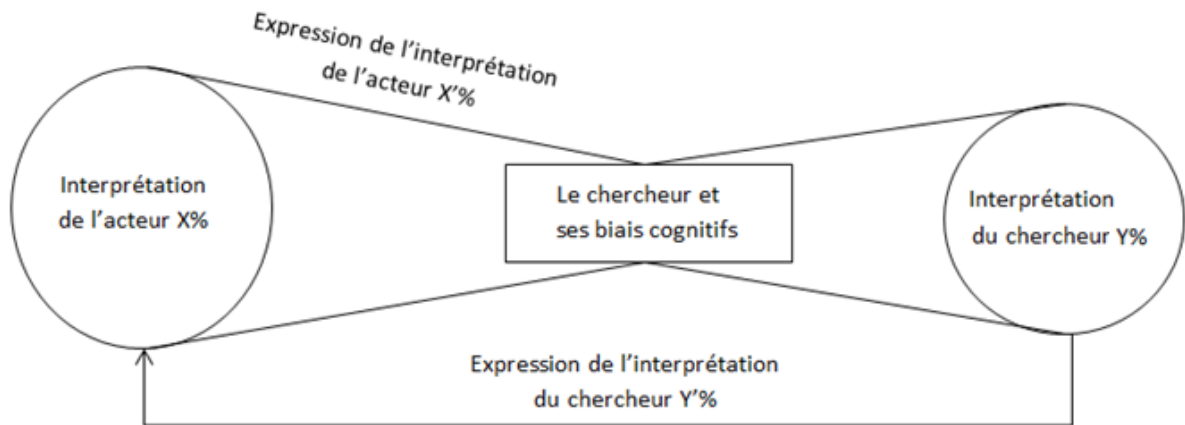 Expression de l’interprétation
de l’acteur X’%
Interprétation
de l’acteur X%
Le chercheur et
ses biais cognitifs
Interprétation
du chercheur Y%
Expression de l’interprétation
du chercheur Y’%